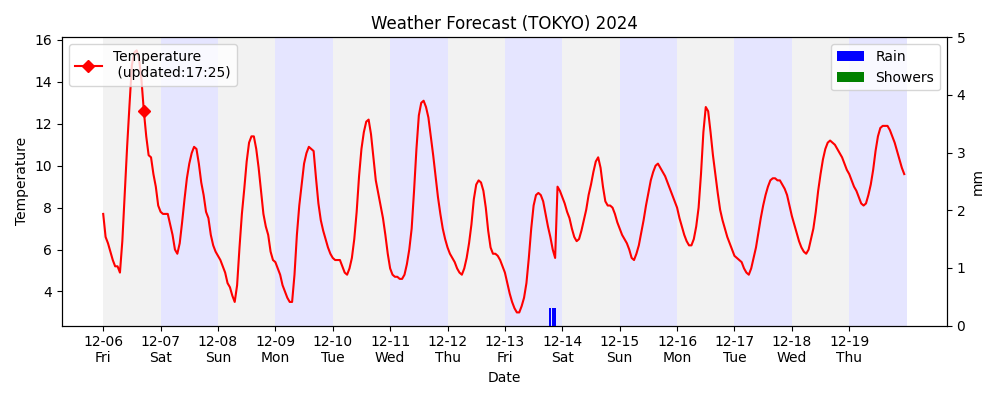 Weather Forecast (TOKYO) 2024
Temperature
(updated:17:25)
Rain
Showers
16
14
12
10
8
6
4
Temperature
5
4
3
2
1
0
mm
12-06 12-07 12-08 12-09 12-10 12-11 12-12 12-13 12-14 12-15 12-16 12-17 12-18 12-19
Fri Sat Sun Mon Tue Wed Thu Fri Sat Sun Mon Tue Wed Thu
Date